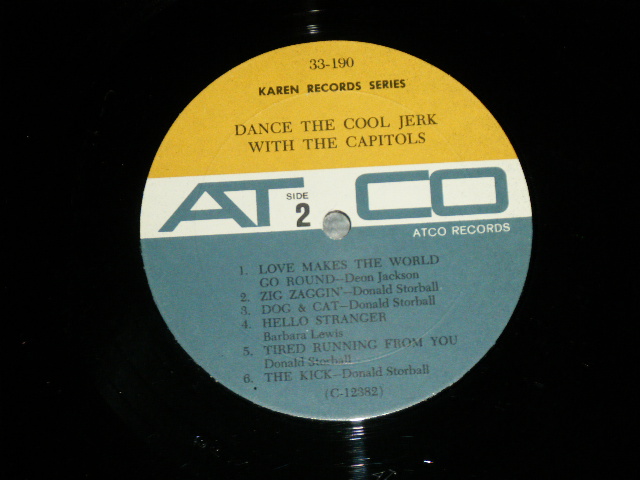 33-190
KAREN RECORDS SERIES
DANCE THE COOL JERK
WITH THE CAPITOLS
ATCO
SIDE
2
ATCO RECORDS
1. LOVE MAKES THE WORLD
GO ROUND—Deon Jackson
2. ZIG ZAGGIN'—Donald Storball
3. DOG & CAT—Donald Storball
4. HELLO STRANGER
Barbara Lewis
5. TIRED RUNNING FROM YOU
Donald Storball
6. THE KICK—Donald Storball
(C-12382)